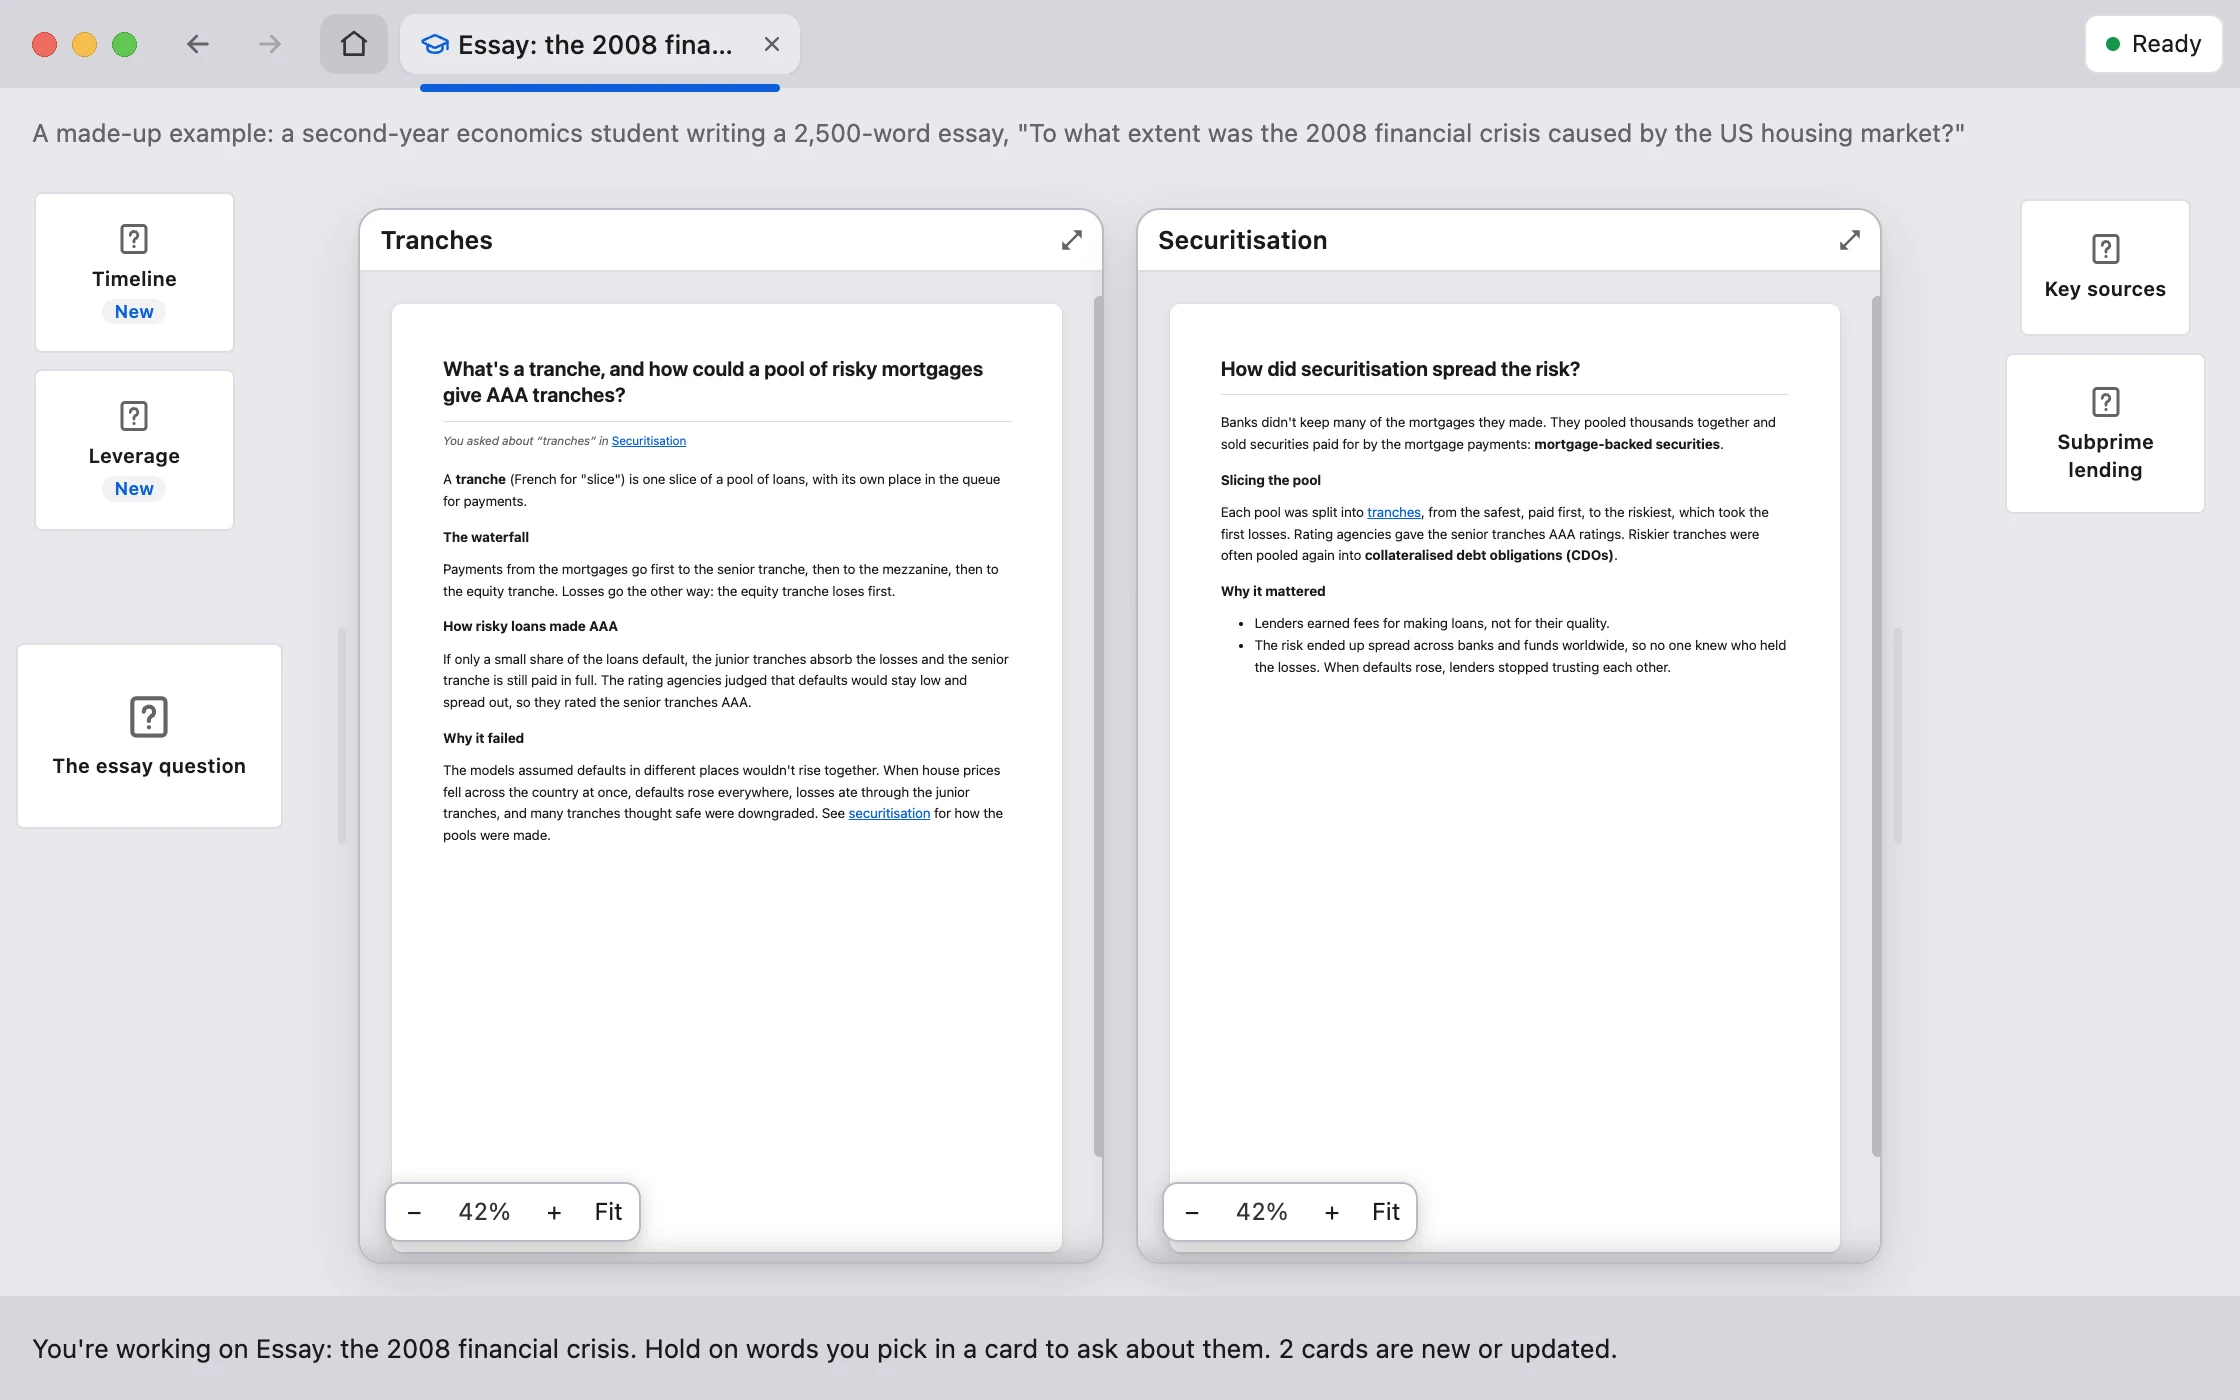 Essay: the 2008 fina...
Ready
A made-up example: a second-year economics student writing a 2,500-word essay, "To what extent was the 2008 financial crisis caused by the US housing market?"
Timeline
New
Leverage
New
The essay question
Tranches
What's a tranche, and how could a pool of risky mortgages
give AAA tranches?
You asked about “tranches” in Securitisation
A tranche (French for "slice") is one slice of a pool of loans, with its own place in the queue
for payments.
The waterfall
Payments from the mortgages go first to the senior tranche, then to the mezzanine, then to
the equity tranche. Losses go the other way: the equity tranche loses first.
How risky loans made AAA
If only a small share of the loans default, the junior tranches absorb the losses and the senior
tranche is still paid in full. The rating agencies judged that defaults would stay low and
spread out, so they rated the senior tranches AAA.
Why it failed
The models assumed defaults in different places wouldn't rise together. When house prices
fell across the country at once, defaults rose everywhere, losses ate through the junior
tranches, and many tranches thought safe were downgraded. See securitisation for how the
pools were made.
− 42% + Fit
Securitisation
How did securitisation spread the risk?
Banks didn't keep many of the mortgages they made. They pooled thousands together and
sold securities paid for by the mortgage payments: mortgage-backed securities.
Slicing the pool
Each pool was split into tranches, from the safest, paid first, to the riskiest, which took the
first losses. Rating agencies gave the senior tranches AAA ratings. Riskier tranches were
often pooled again into collateralised debt obligations (CDOs).
Why it mattered
• Lenders earned fees for making loans, not for their quality.
• The risk ended up spread across banks and funds worldwide, so no one knew who held
the losses. When defaults rose, lenders stopped trusting each other.
− 42% + Fit
Key sources
Subprime
lending
You're working on Essay: the 2008 financial crisis. Hold on words you pick in a card to ask about them. 2 cards are new or updated.